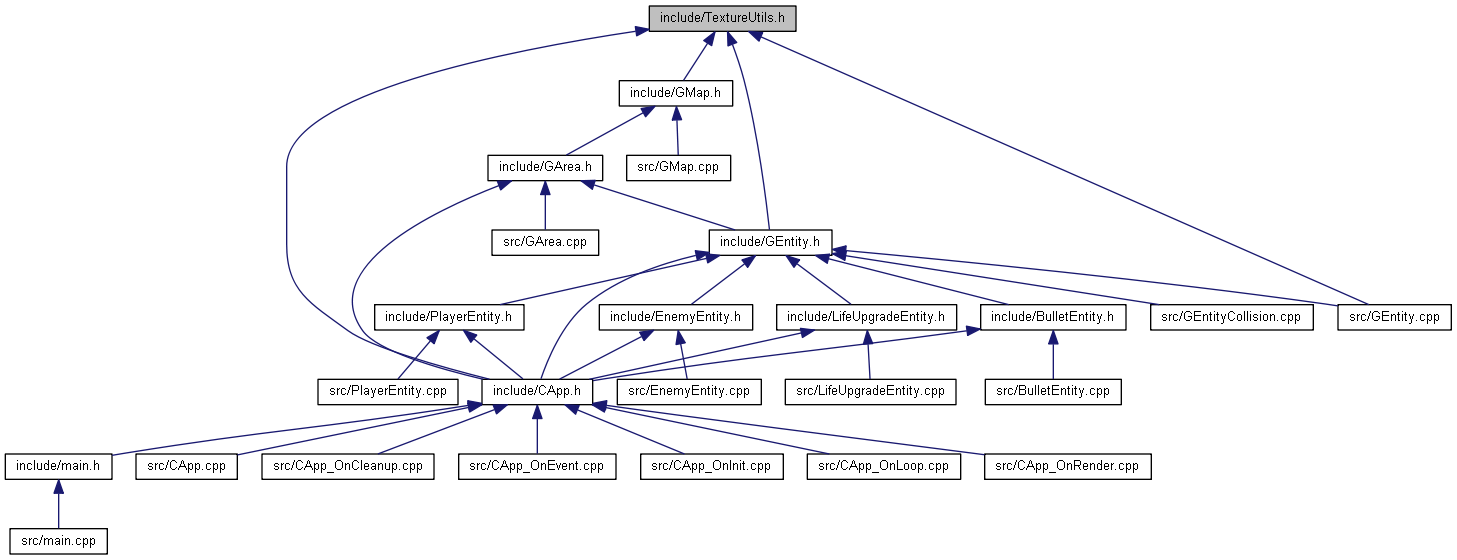 include/TextureUtils.h
include/GMap.h
include/GArea.h
src/GMap.cpp
src/GArea.cpp
include/GEntity.h
include/PlayerEntity.h
include/EnemyEntity.h
include/LifeUpgradeEntity.h
include/BulletEntity.h
src/GEntityCollision.cpp
src/GEntity.cpp
src/PlayerEntity.cpp
include/CApp.h
src/EnemyEntity.cpp
src/LifeUpgradeEntity.cpp
src/BulletEntity.cpp
include/main.h
src/CApp.cpp
src/CApp_OnCleanup.cpp
src/CApp_OnEvent.cpp
src/CApp_OnInit.cpp
src/CApp_OnLoop.cpp
src/CApp_OnRender.cpp
src/main.cpp